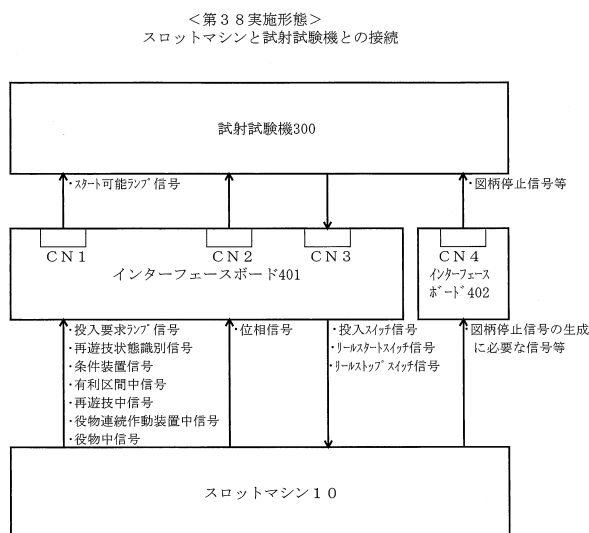 ＜第３８実施形態＞
スロットマシンと試射試験機との接続
試射試験機300
・スタート可能ランプ信号
・図柄停止信号等
ＣＮ１
ＣＮ２
ＣＮ３
ＣＮ４
インターフェースボード401
インターフェース
ボード402
・投入要求ランプ信号
・再遊技状態識別信号
・条件装置信号
・有利区間中信号
・再遊技中信号
・役物連続作動装置中信号
・役物中信号
・位相信号
・投入スイッチ信号
・リールスタートスイッチ信号
・リールストップスイッチ信号
・図柄停止信号の生成
に必要な信号等
スロットマシン１０